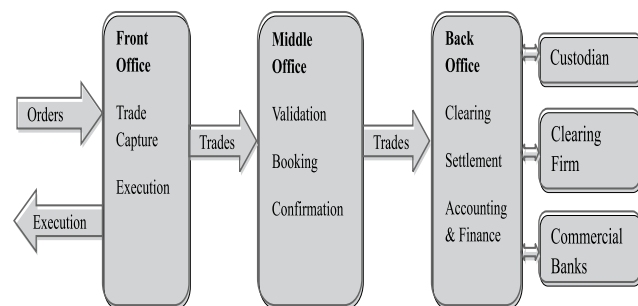 Orders
Execution
Front
Office
Trade
Capture
Execution
Trades
Middle
Office
Validation
Booking
Confirmation
Trades
Back
Office
Clearing
Settlement
Accounting
& Finance
Custodian
Clearing
Firm
Commercial
Banks